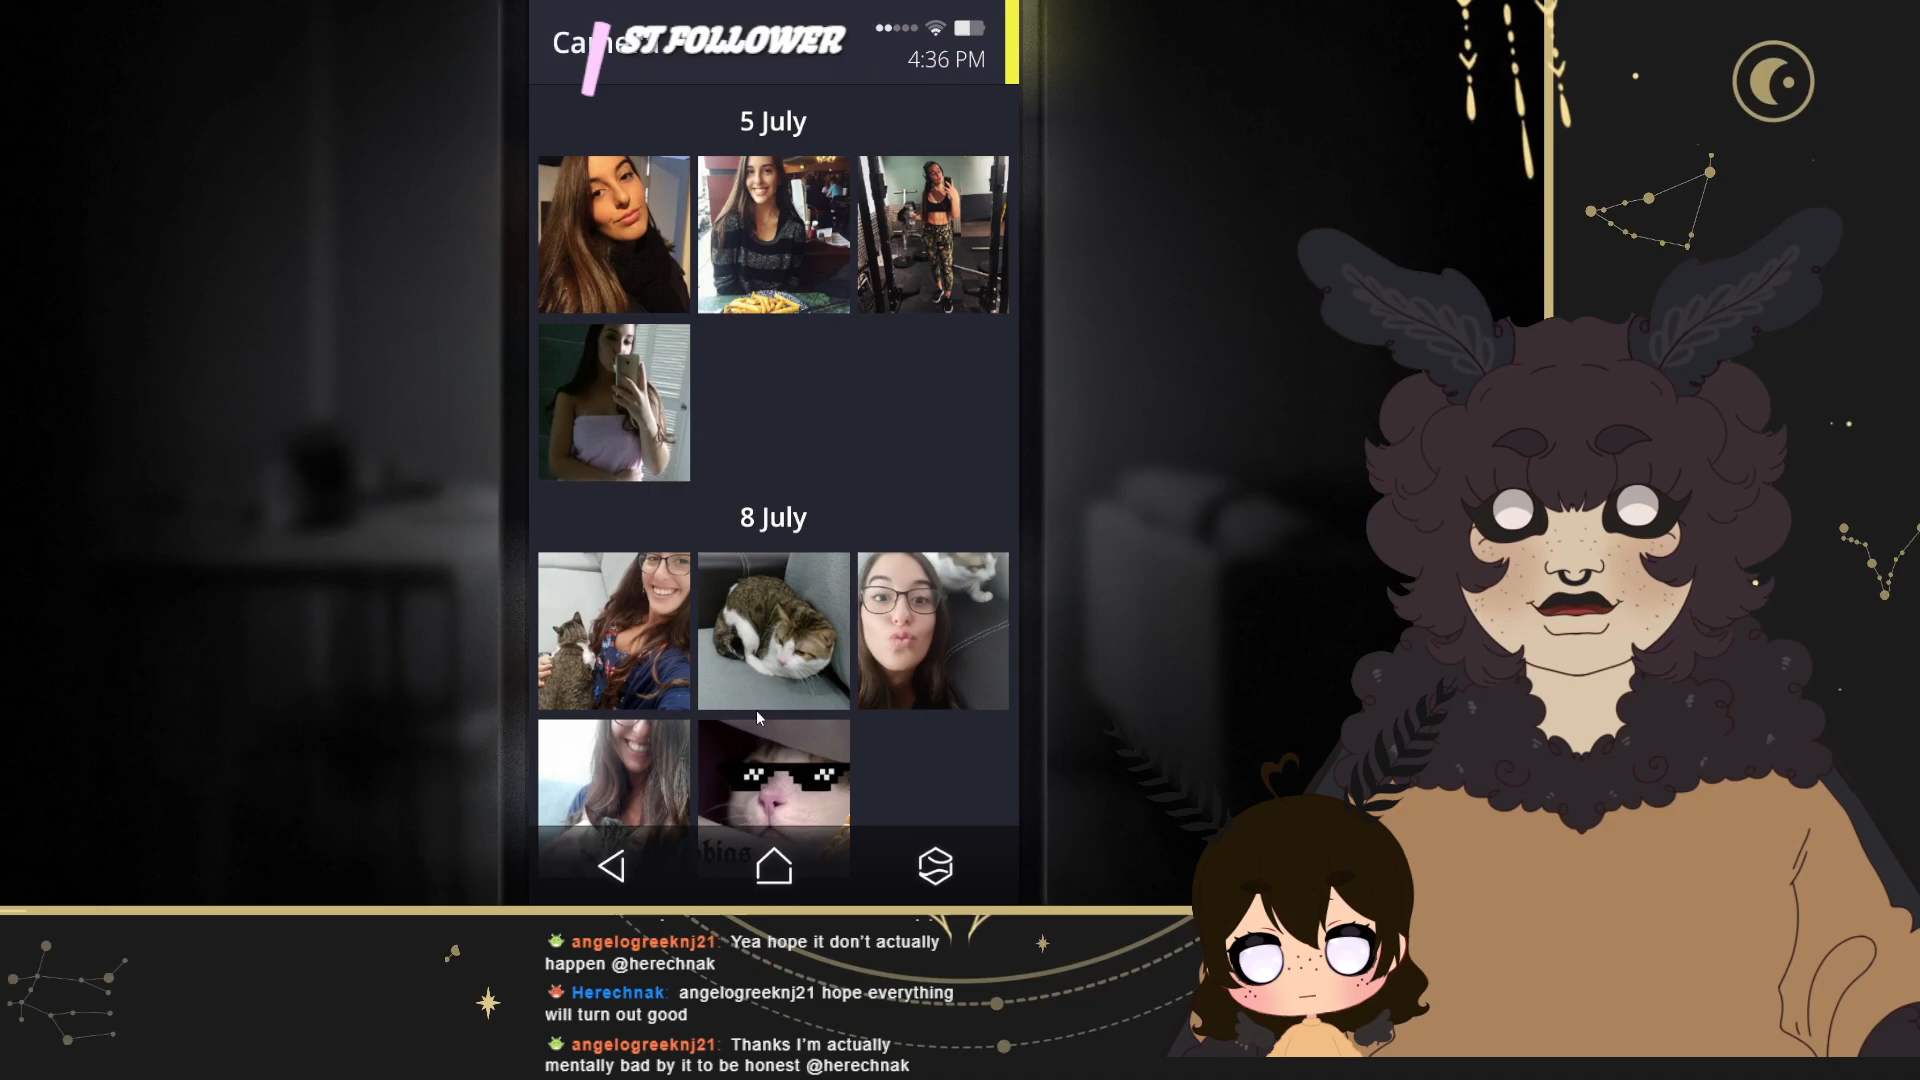 ST FOLLOWER
4:36 PM
5 July
8 July
angelogreeknj21: Yea hope it don't actually
happen @herechnak
Herechnak: angelogreeknj21 hope everything
will turn out good
angelogreeknj21: Thanks I'm actually
mentally bad by it to be honest @herechnak